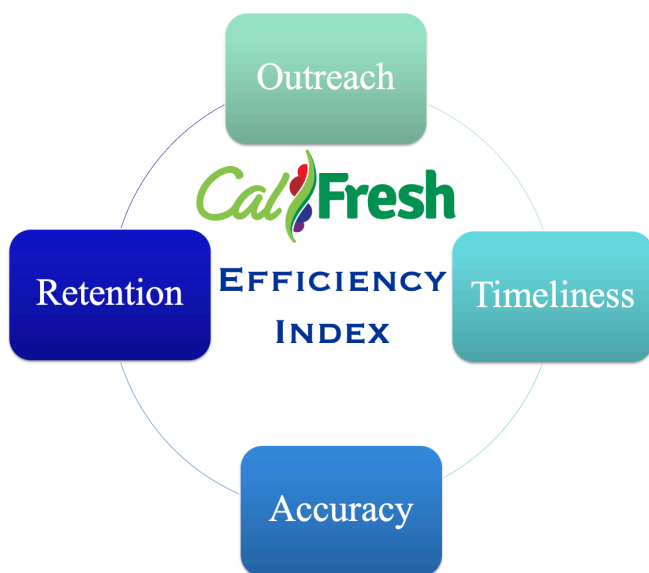 Outreach
CalFresh
Retention
EFFICIENCY
INDEX
Timeliness
Accuracy